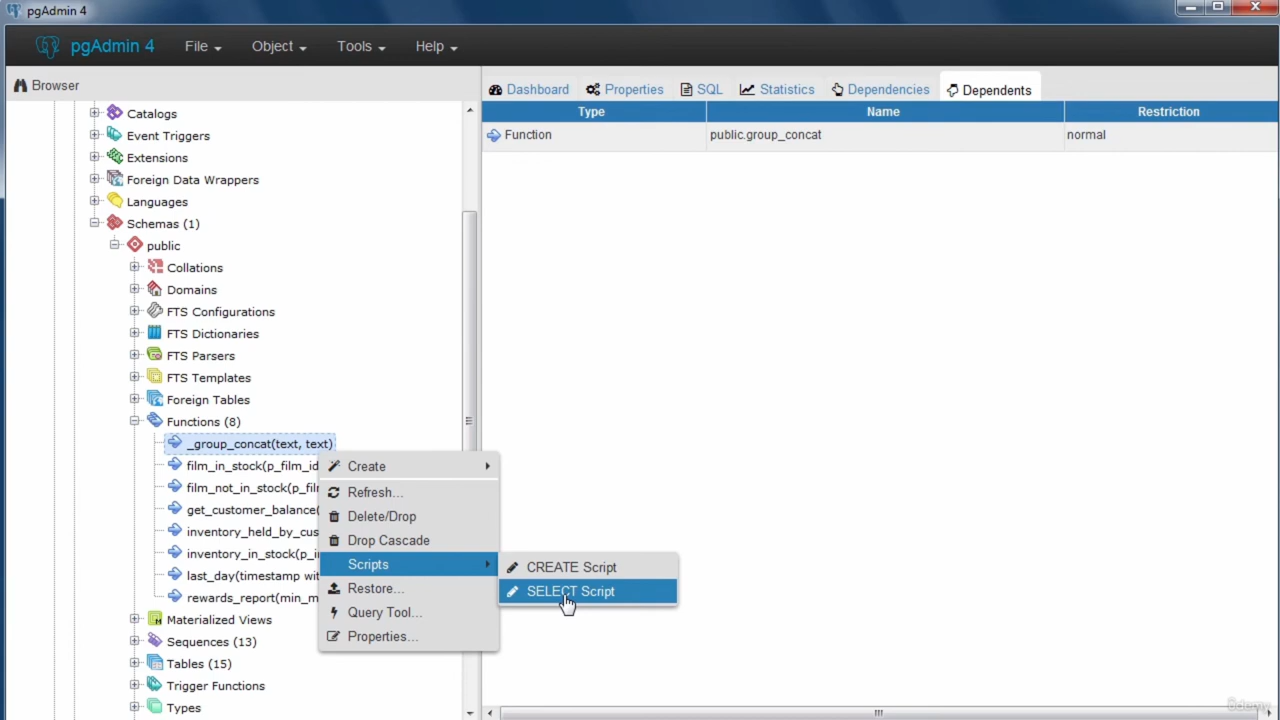 pgAdmin 4
pgAdmin 4 File Object Tools Help
Browser
Dashboard Properties SQL Statistics Dependencies Dependents
Type Name Restriction
Function public.group_concat normal
Catalogs
Event Triggers
Extensions
Foreign Data Wrappers
Languages
Schemas (1)
public
Collations
Domains
FTS Configurations
FTS Dictionaries
FTS Parsers
FTS Templates
Foreign Tables
Functions (8)
_group_concat(text, text)
film_in_stock(p_film_id
film_not_in_stock(p_fil
get_customer_balance(
inventory_held_by_cus
inventory_in_stock(p_i
last_day(timestamp wit
rewards_report(min_m
Materialized Views
Sequences (13)
Tables (15)
Trigger Functions
Types
Create
Refresh...
Delete/Drop
Drop Cascade
Scripts
Restore...
Query Tool...
Properties...
CREATE Script
SELECT Script
ûdemy